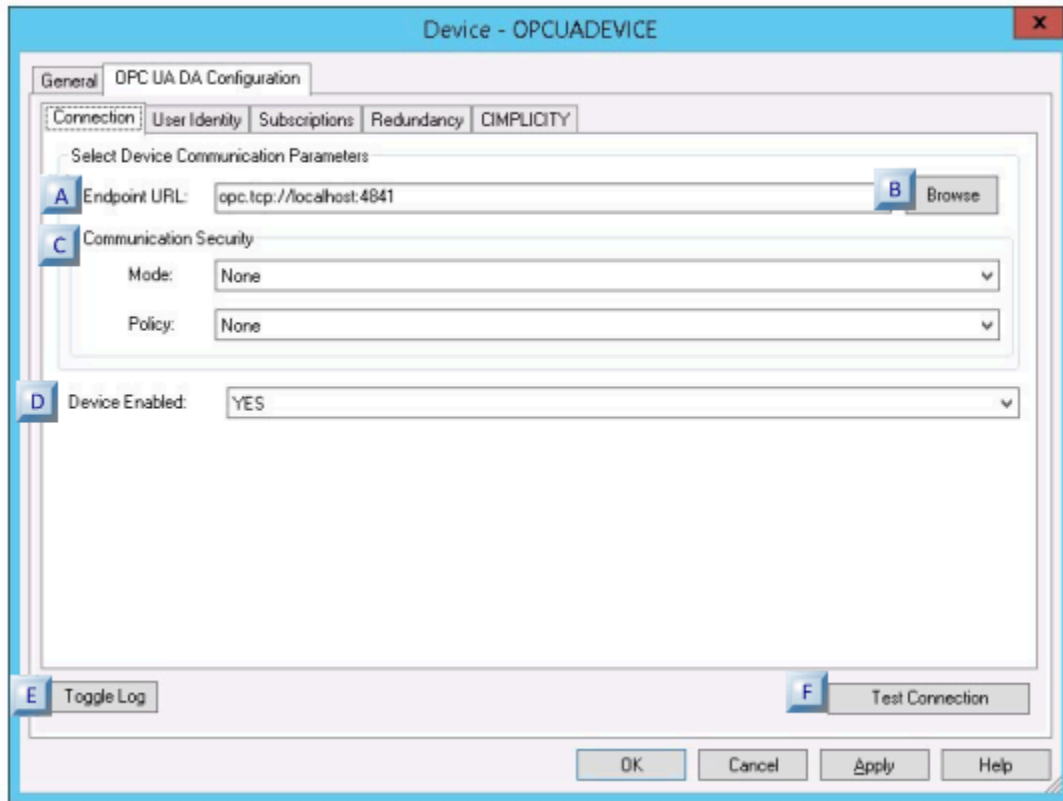 Device - OPCUADEVICE
x
General OPC UA DA Configuration
Connection User Identity Subscriptions Redundancy CIMPLICITY
Select Device Communication Parameters
A Endpoint URL: opc.tcp://localhost:4841 B Browse
C Communication Security
Mode: None
Policy: None
D Device Enabled: YES
E Toggle Log F Test Connection
OK Cancel Apply Help